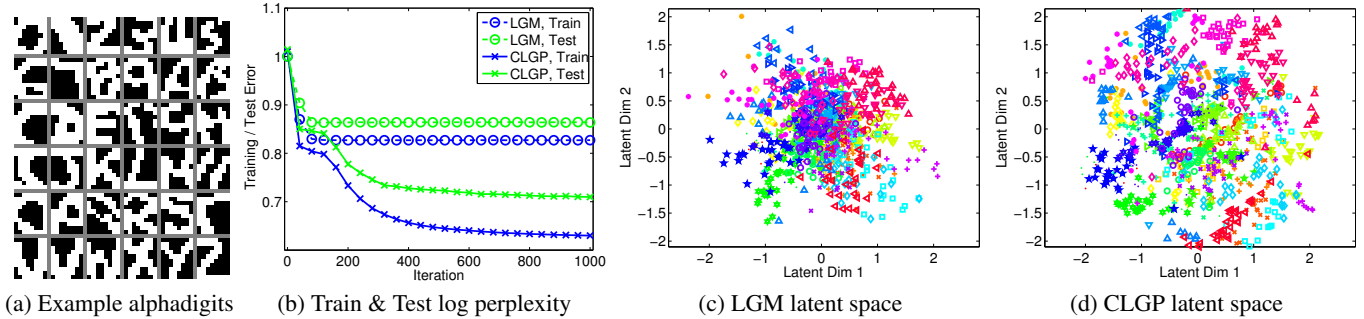 LGM, Train
LGM, Test
CLGP, Train
CLGP, Test
Training / Test Error
1.1
1
0.9
0.8
0.7
0
200
400
600
800
1000
Iteration
Latent Dim 2
2
1.5
1
0.5
0
−0.5
−1
−1.5
−2
−2
−1
0
1
2
Latent Dim 1
Latent Dim 2
2
1.5
1
0.5
0
−0.5
−1
−1.5
−2
−2
−1
0
1
2
Latent Dim 1
(a) Example alphadigits
(b) Train & Test log perplexity
(c) LGM latent space
(d) CLGP latent space